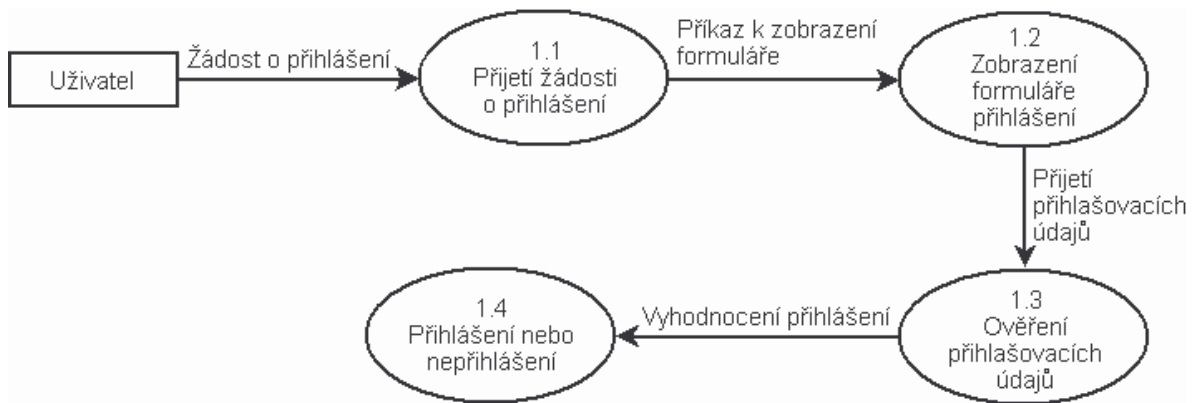 Uživatel
Žádost o přihlášení
1.1
Přijetí žádosti
o přihlášení
Příkaz k zobrazení
formuláře
1.2
Zobrazení
formuláře
přihlášení
Přijetí
přihlašovacích
údajů
1.3
Ověření
přihlašovacích
údajů
Vyhodnocení přihlášení
1.4
Přihlášení nebo
nepřihlášení